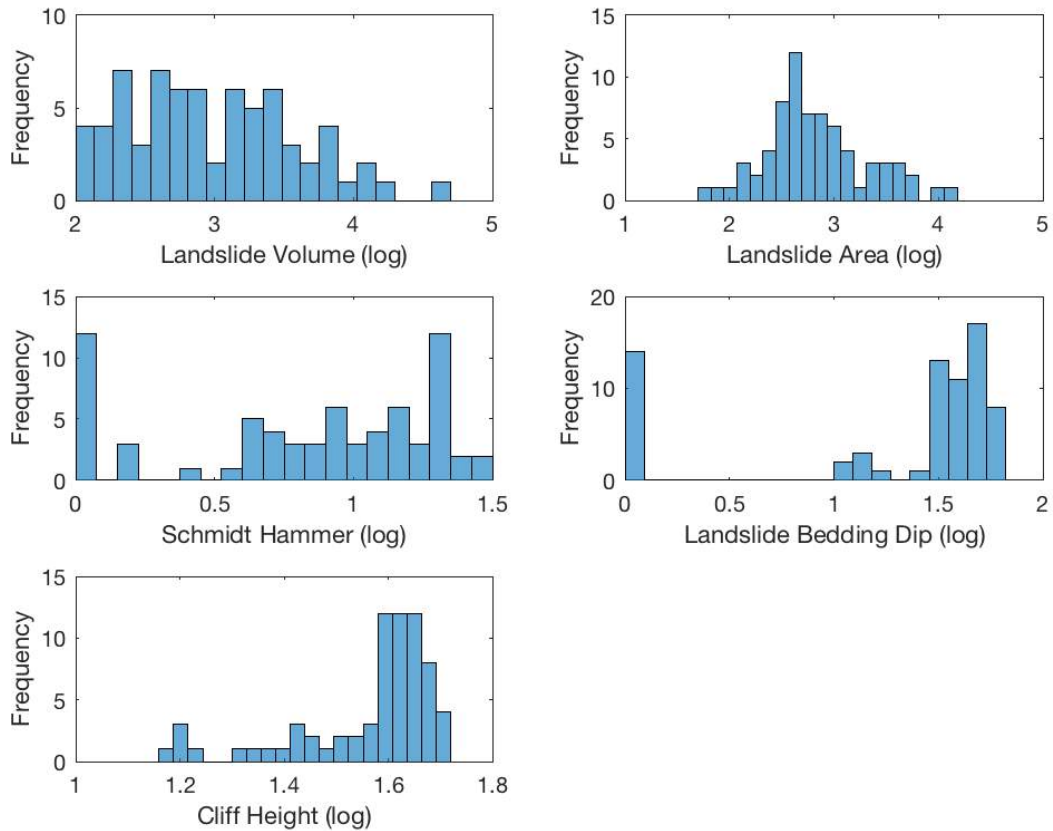 Frequency
10
5
0
2 3 4 5
Landslide Volume (log)
Frequency
15
10
5
0
1 2 3 4 5
Landslide Area (log)
Frequency
15
10
5
0
0 0.5 1 1.5
Schmidt Hammer (log)
Frequency
20
10
0
0 0.5 1 1.5 2
Landslide Bedding Dip (log)
Frequency
15
10
5
0
1 1.2 1.4 1.6 1.8
Cliff Height (log)